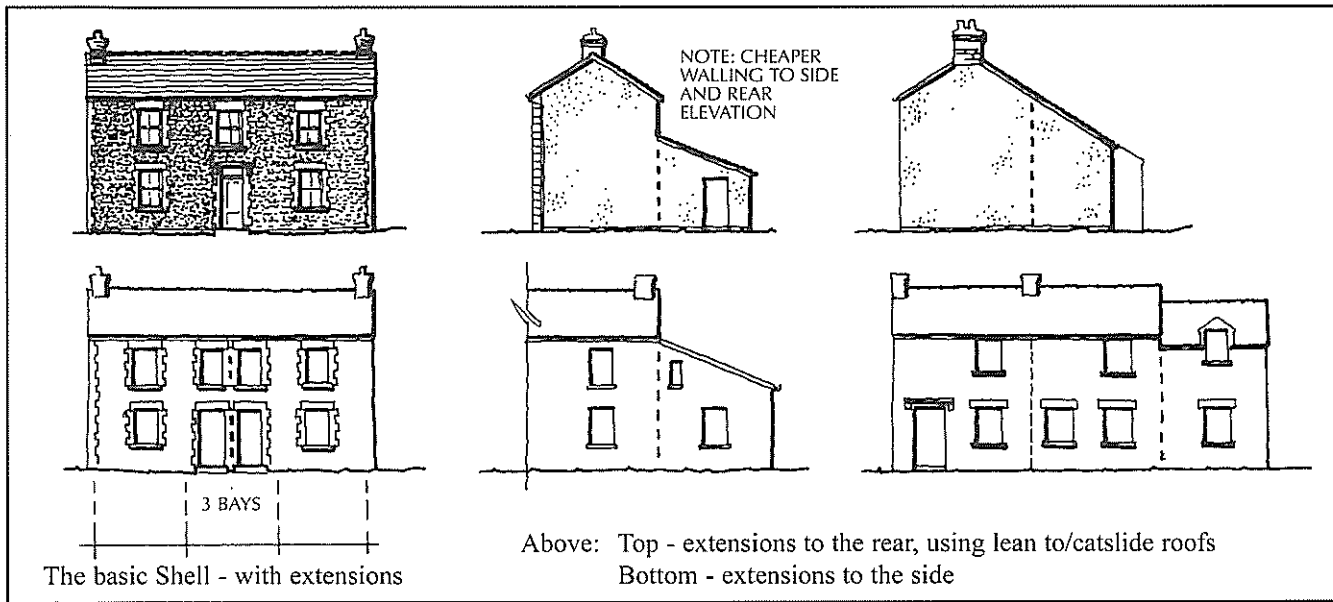 NOTE: CHEAPER
WALLING TO SIDE
AND REAR
ELEVATION
3 BAYS
The basic Shell - with extensions
Above: Top - extensions to the rear, using lean to/catslide roofs
Bottom - extensions to the side